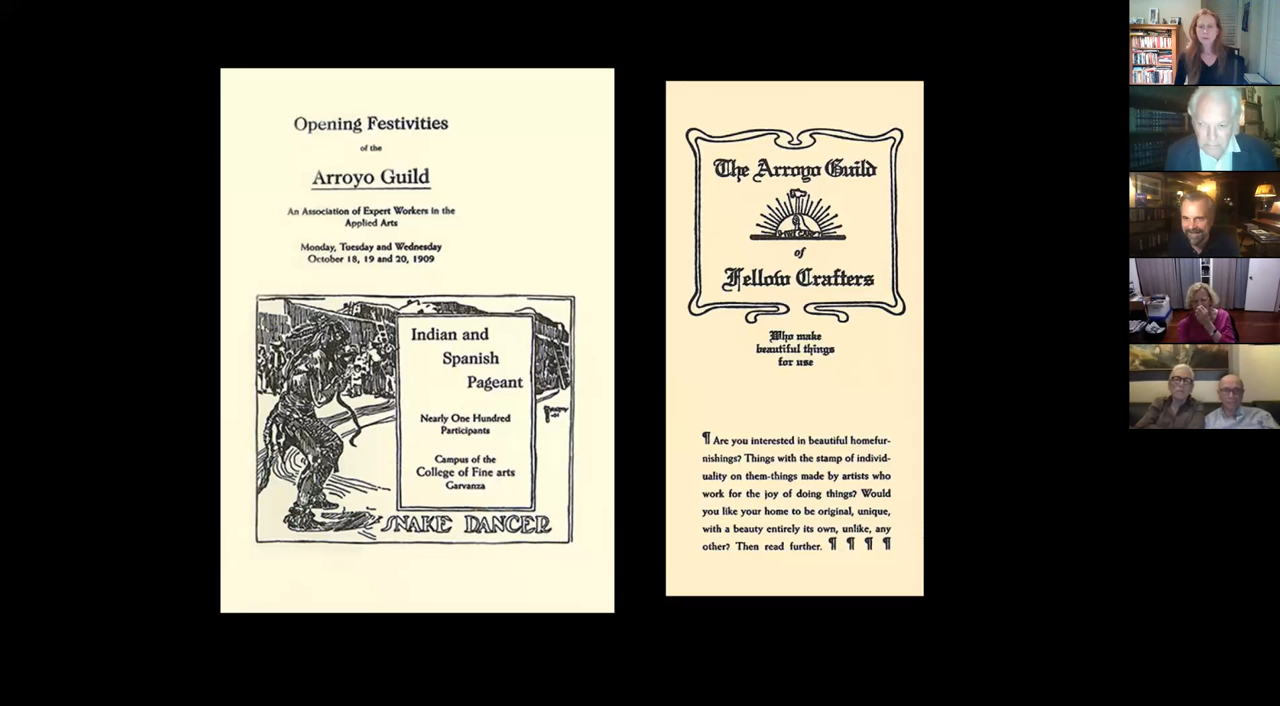 Opening Festivities
of the
Arroyo Guild
An Association of Expert Workers in the
Applied Arts
Monday, Tuesday and Wednesday
October 18, 19 and 20, 1909
Indian and
Spanish
Pageant
Nearly One Hundred
Participants
Campus of the
College of Fine arts
Garvanza
SNAKE DANCER
The Arroyo Guild
of
Fellow Crafters
Who make
beautiful things
for use
¶ Are you interested in beautiful homefur-
nishings? Things with the stamp of individ-
uality on them-things made by artists who
work for the joy of doing things? Would
you like your home to be original, unique,
with a beauty entirely its own, unlike, any
other? Then read further. ¶ ¶ ¶ ¶